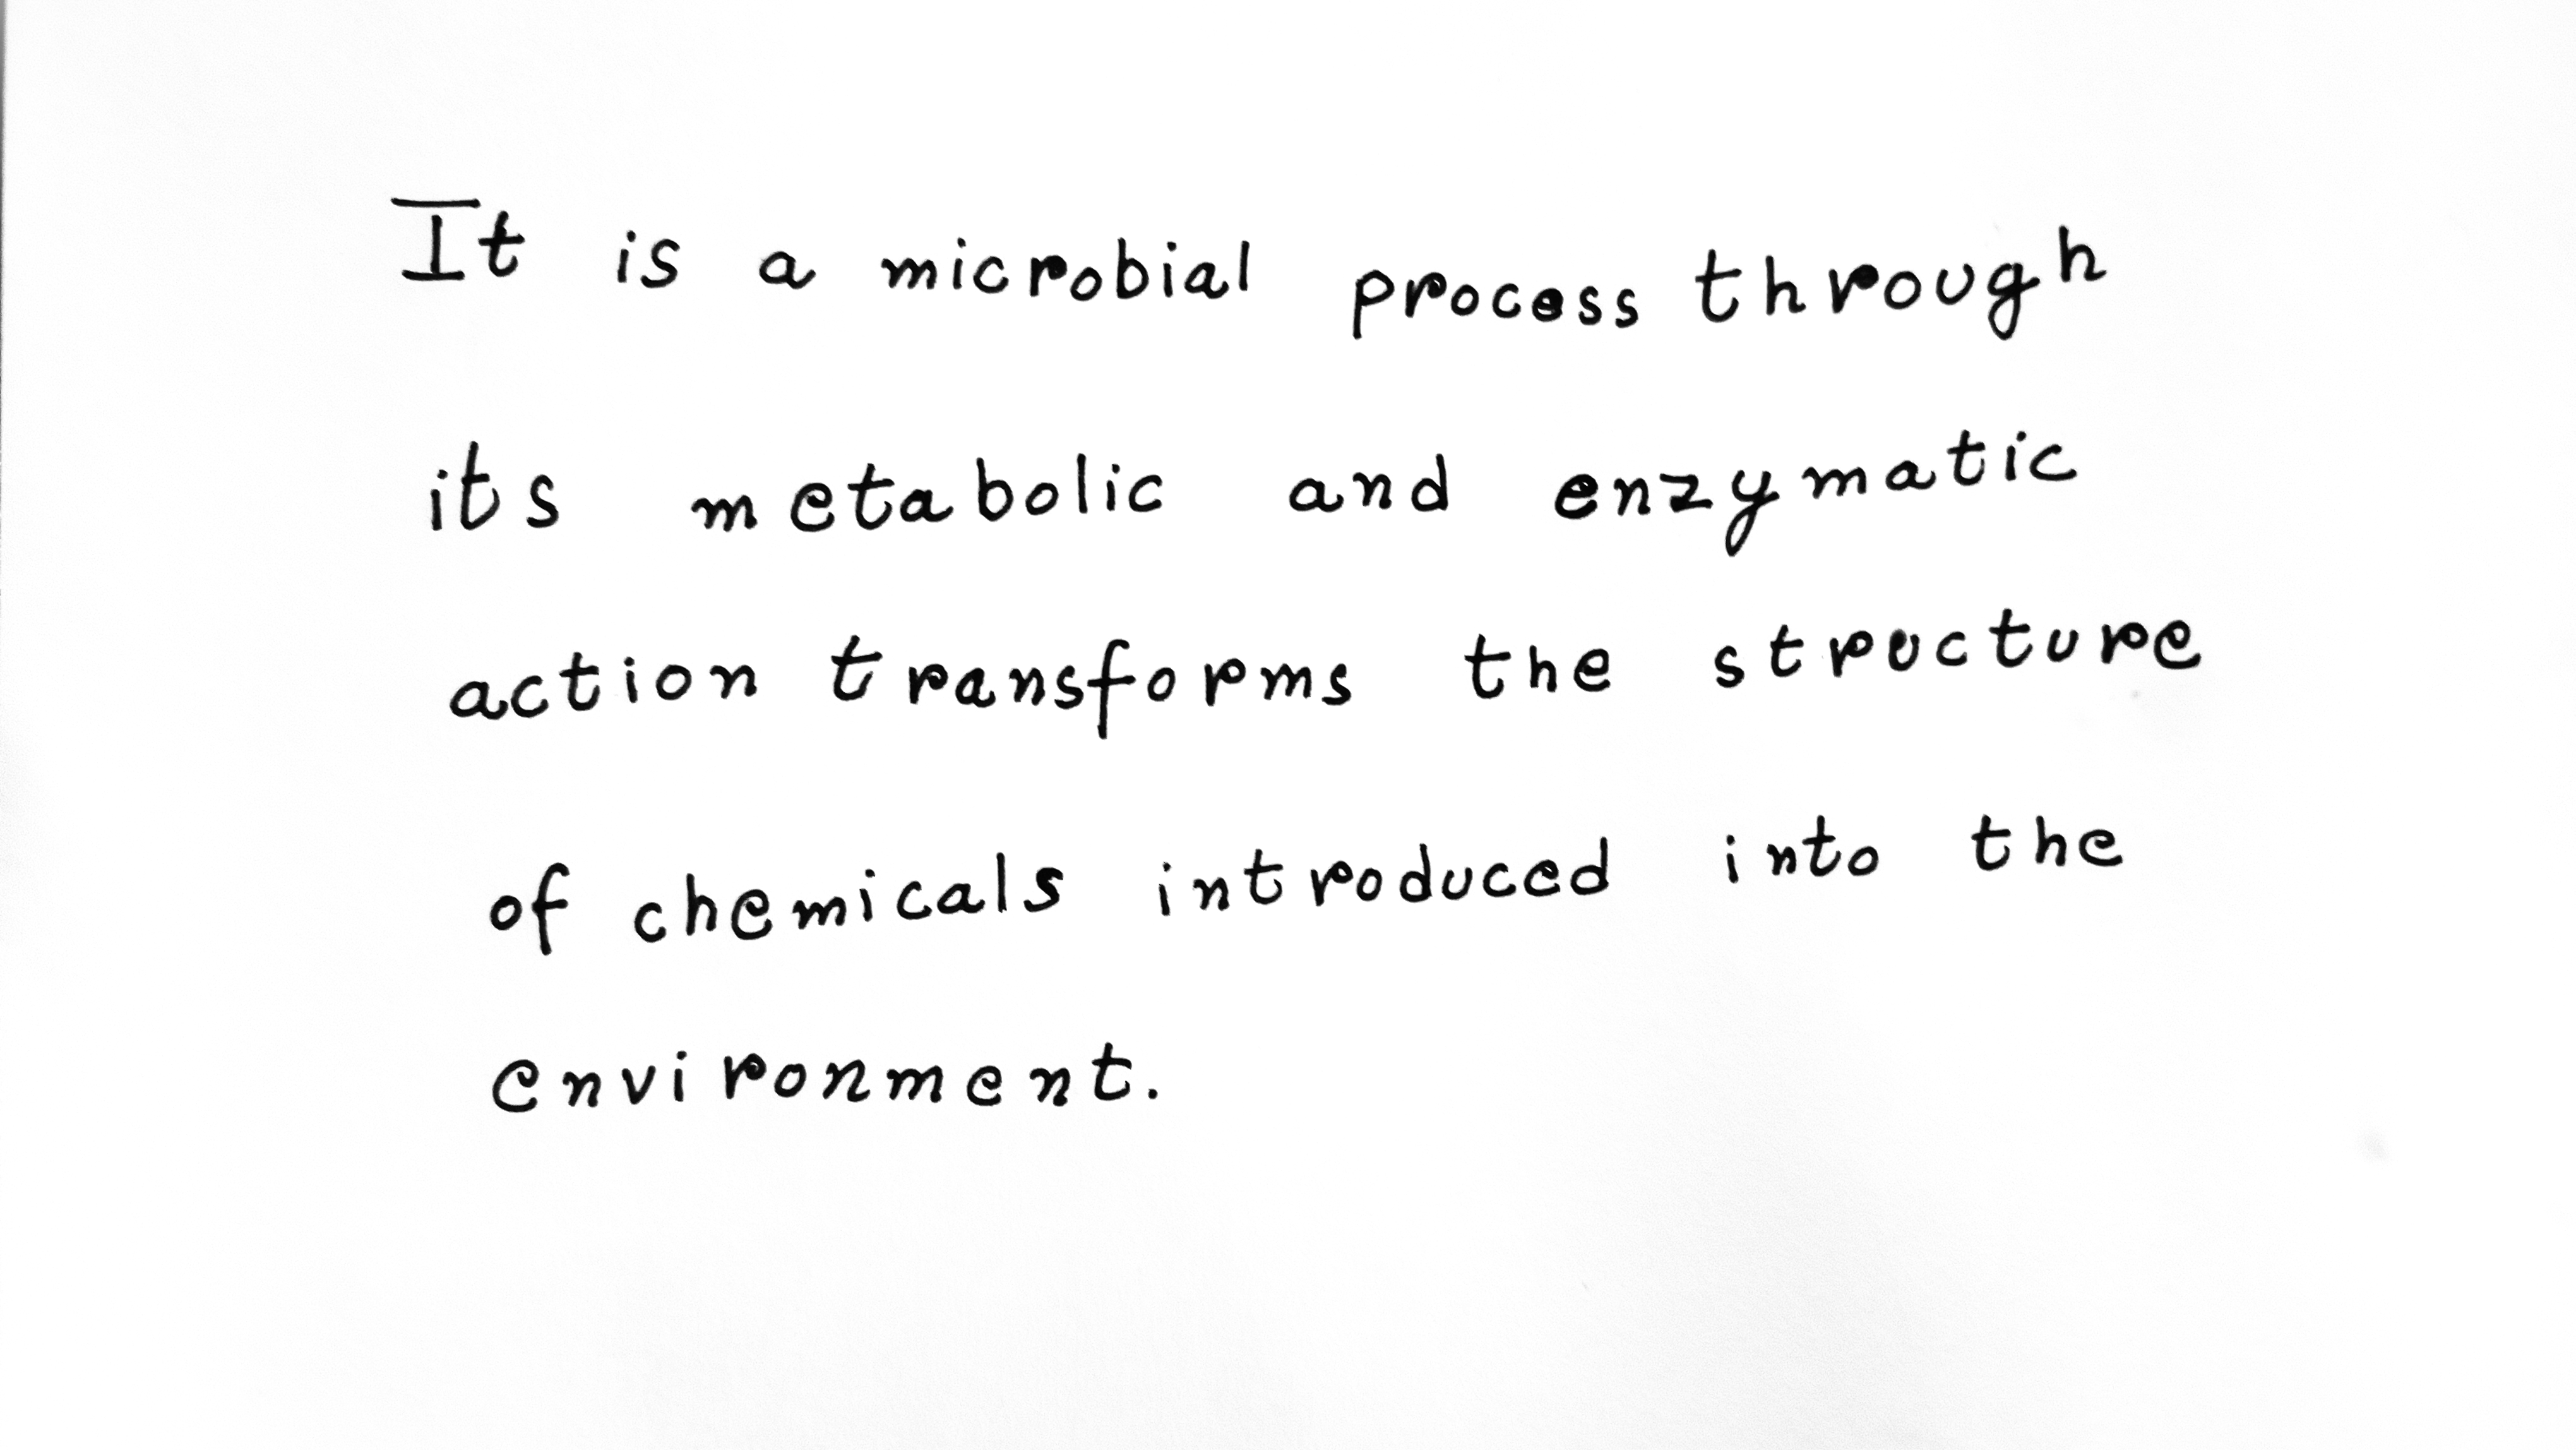 It is a microbial process through
its metabolic and enzymatic
action transforms the structure
of chemicals introduced into the
environment.